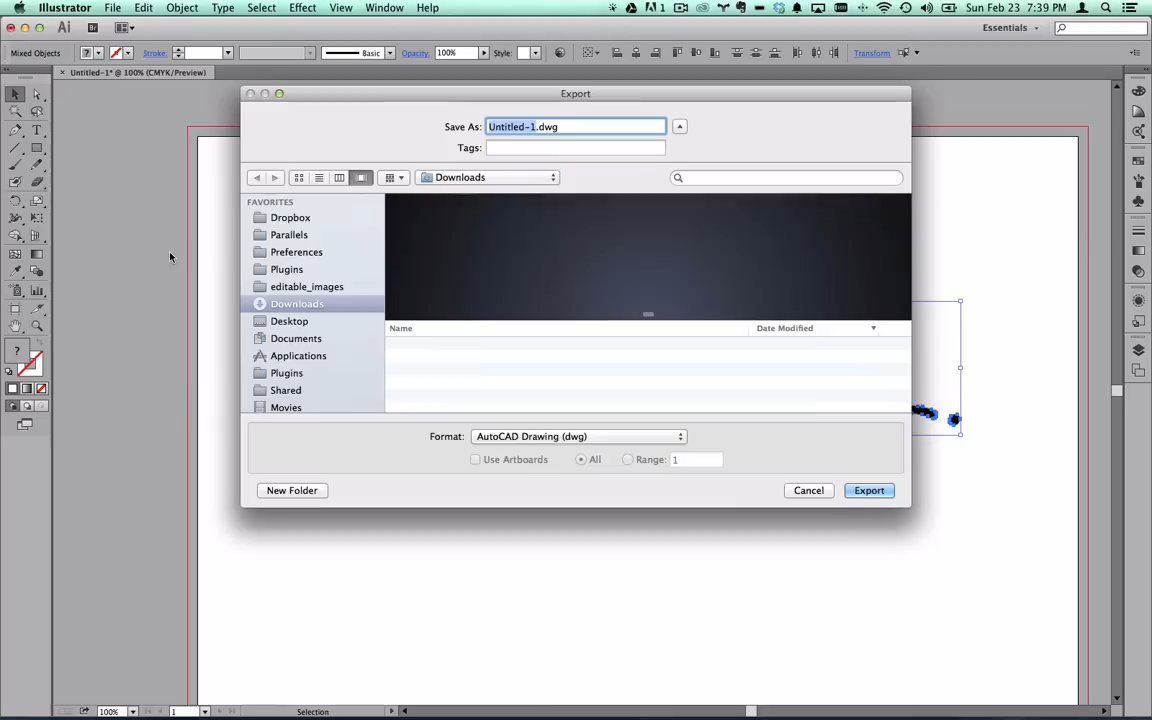 Illustrator File Edit Object Type Select Effect View Window Help
1 Sun Feb 23 7:39 PM
Ai Br Essentials
Mixed Objects ? Stroke: Basic Opacity: 100% Style: Transform
× Untitled-1* @ 100% (CMYK/Preview)
Export
Save As: Untitled-1.dwg
Tags:
Downloads
FAVORITES
Dropbox
Parallels
Preferences
Plugins
editable_images
Downloads
Desktop
Documents
Applications
Plugins
Shared
Movies
Name Date Modified
?
Format: AutoCAD Drawing (dwg)
Use Artboards All Range: 1
New Folder Cancel Export
100% 1 Selection